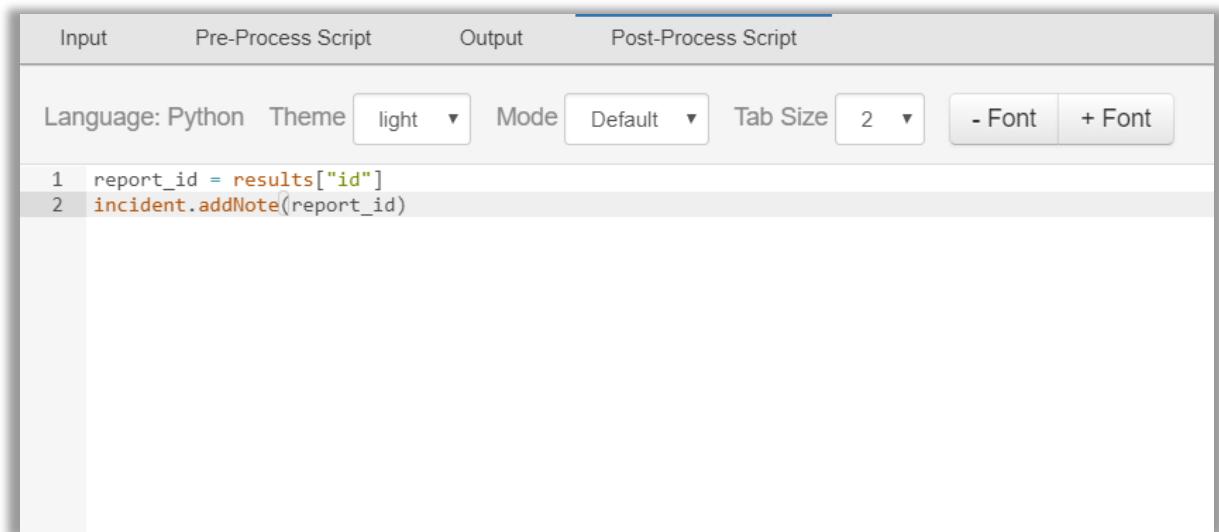 Input Pre-Process Script Output Post-Process Script
Language: Python Theme light Mode Default Tab Size 2 - Font + Font
1 report_id = results["id"]
2 incident.addNote(report_id)